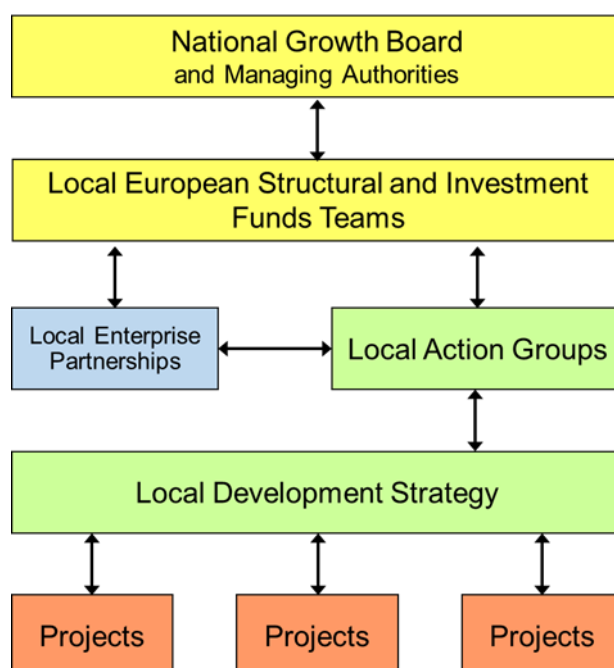 National Growth Board
and Managing Authorities
Local European Structural and Investment
Funds Teams
Local Enterprise
Partnerships
Local Action Groups
Local Development Strategy
Projects
Projects
Projects